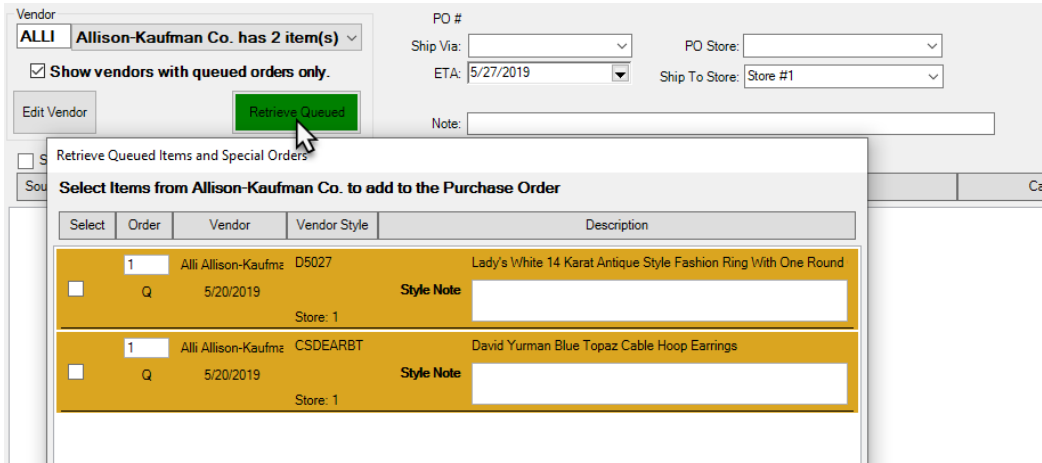 Vendor
ALLI Allison-Kaufman Co. has 2 item(s)
Show vendors with queued orders only.
Edit Vendor Retrieve Queued
PO #
Ship Via: PO Store:
ETA: 5/27/2019 Ship To Store: Store #1
Note:
Retrieve Queued Items and Special Orders
Select Items from Allison-Kaufman Co. to add to the Purchase Order
Select Order Vendor Vendor Style Description
1 Alli Allison-Kaufma D5027 Lady's White 14 Karat Antique Style Fashion Ring With One Round
Q 5/20/2019 Style Note
Store: 1
1 Alli Allison-Kaufma CSDEARBT David Yurman Blue Topaz Cable Hoop Earrings
Q 5/20/2019 Style Note
Store: 1